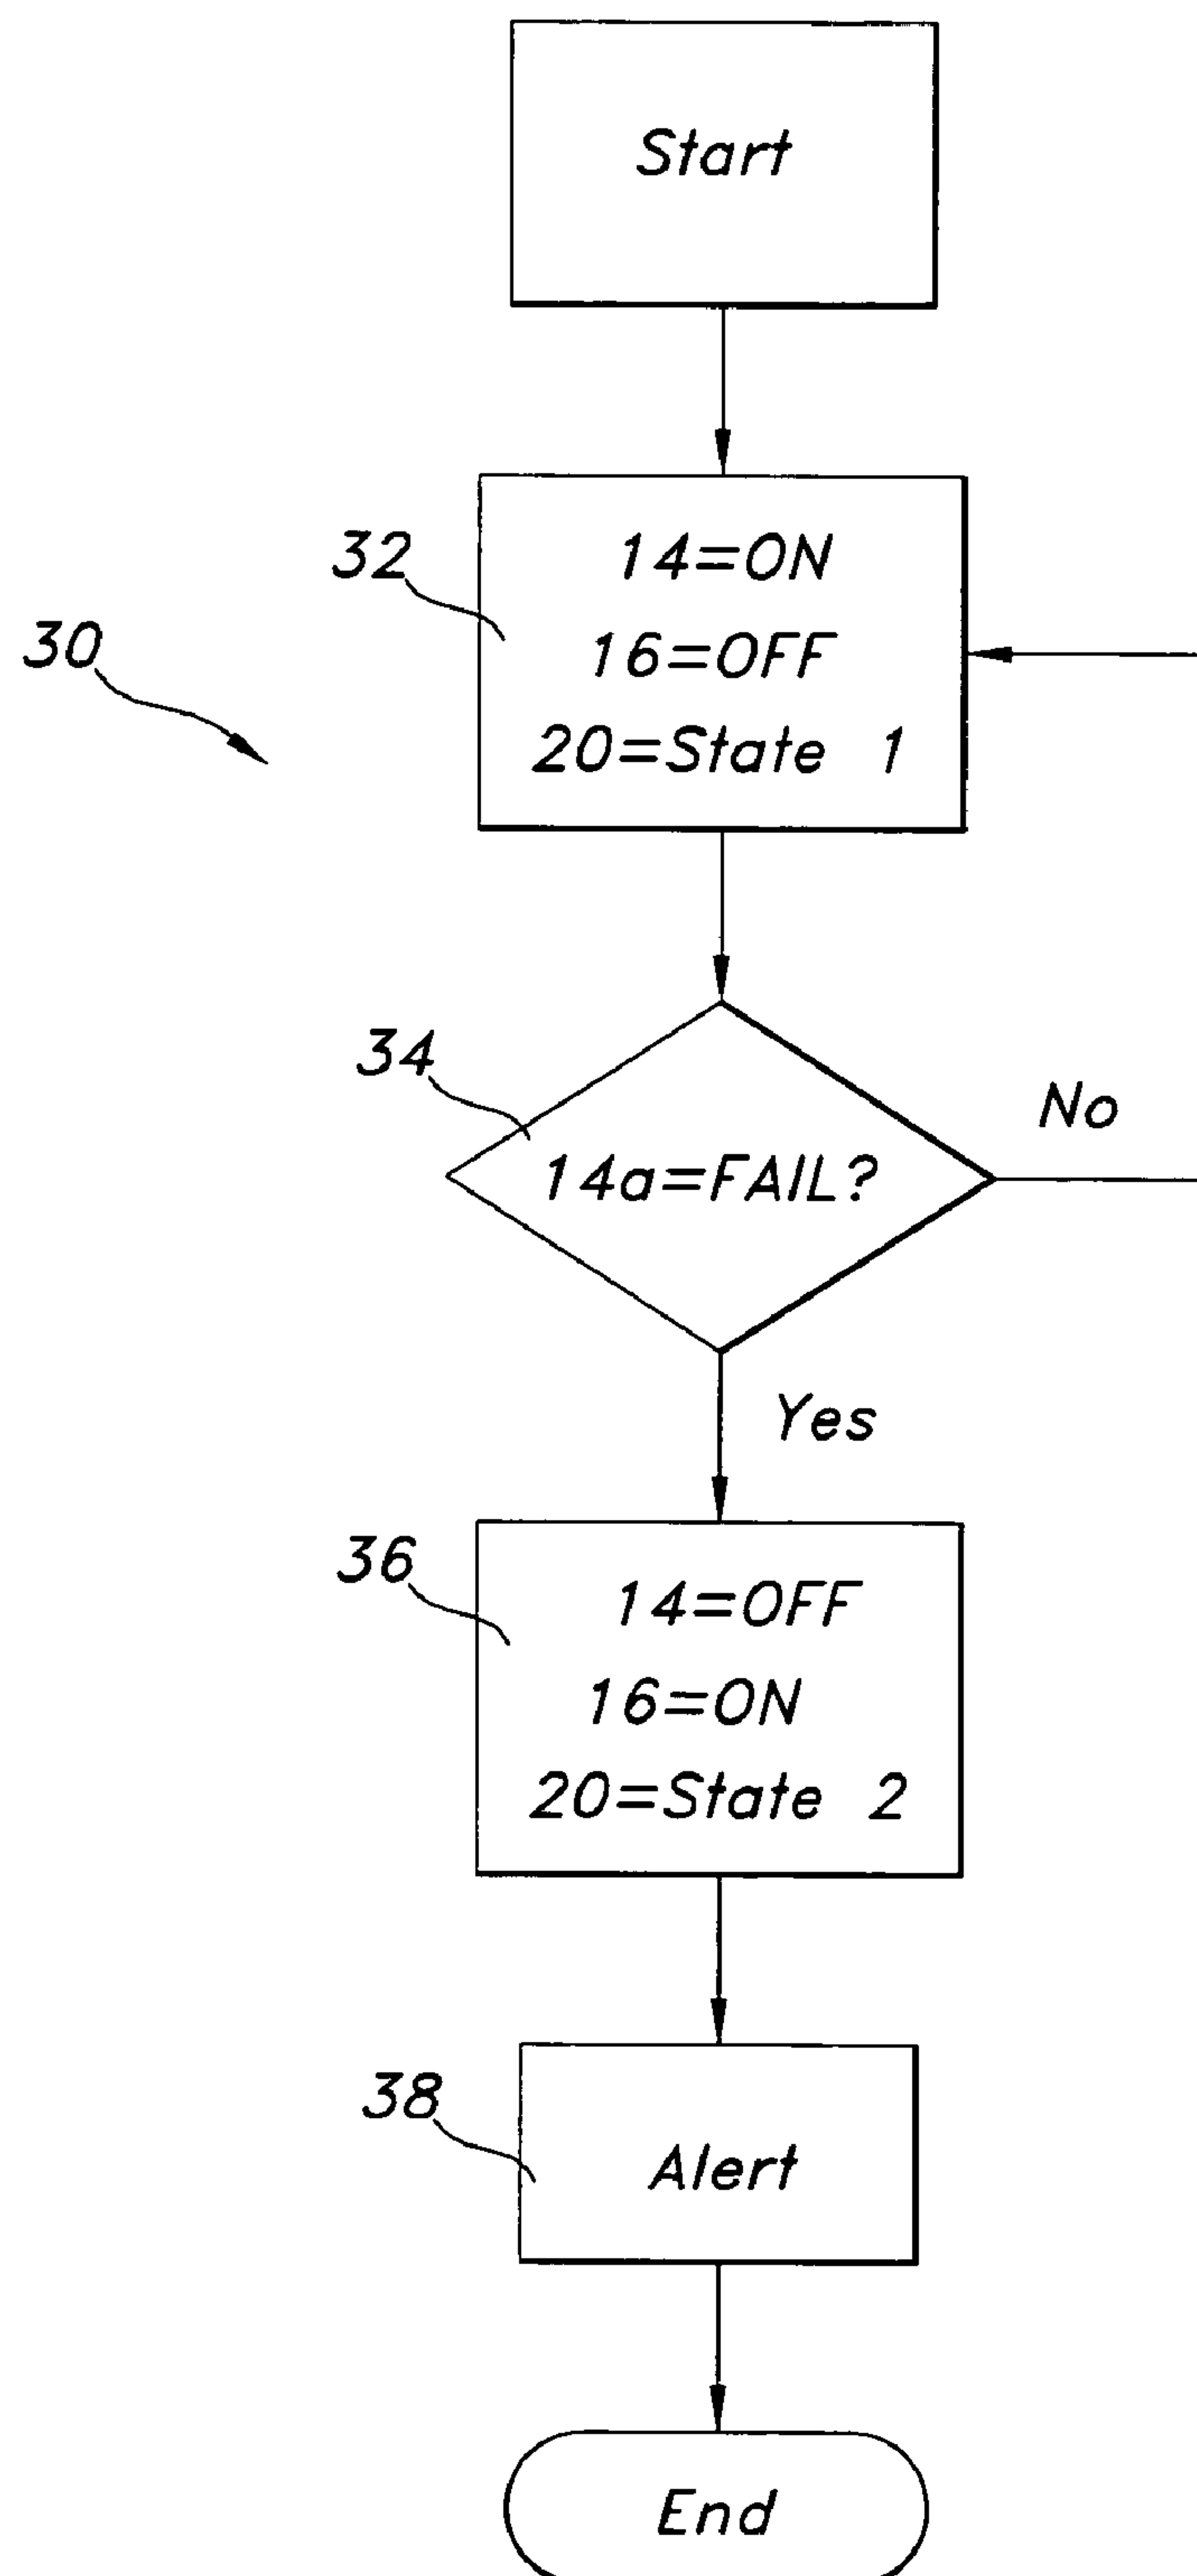 Start
32
14=ON
16=OFF
20=State 1
30
34
14a=FAIL?
No
Yes
36
14=OFF
16=ON
20=State 2
38
Alert
End